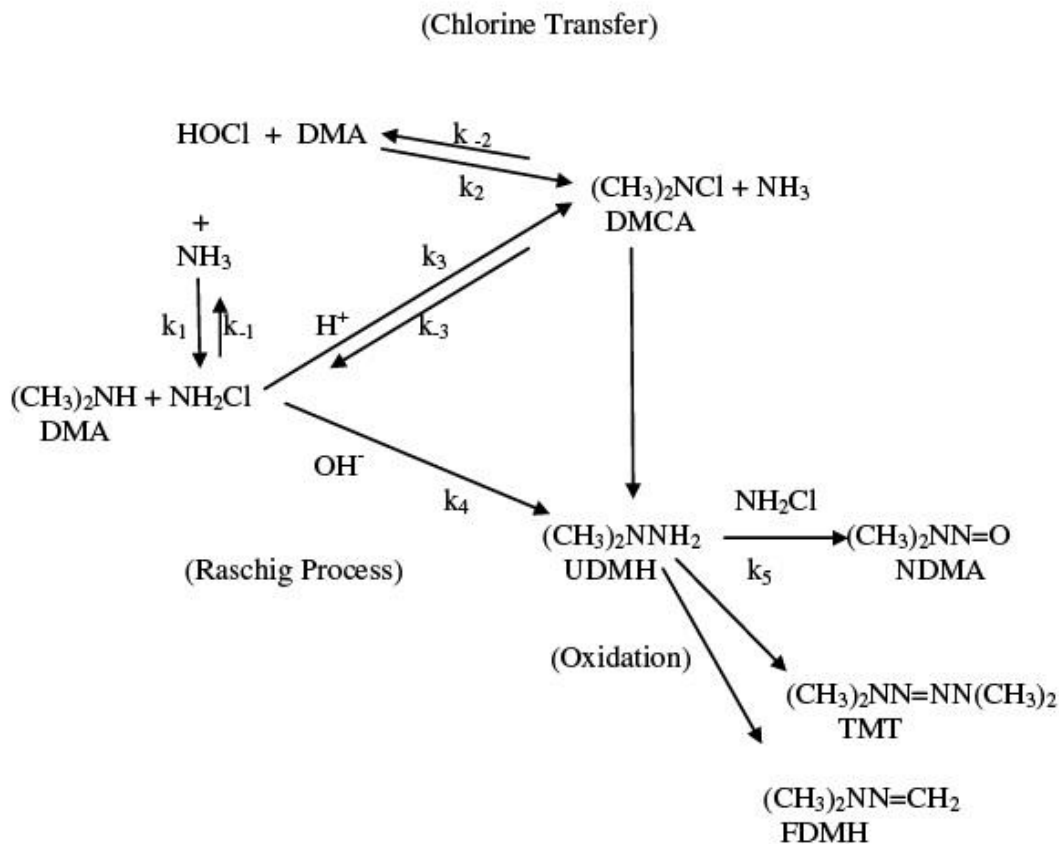 (Chlorine Transfer)
HOCl + DMA
k -2
k2
(CH3)2NCl + NH3
DMCA
+
NH3
k3
k1
k-1
H+
k-3
(CH3)2NH + NH2Cl
DMA
OH-
k4
NH2Cl
(CH3)2NNH2
(CH3)2NN=O
UDMH
k5
NDMA
(Raschig Process)
(Oxidation)
(CH3)2NN=NN(CH3)2
TMT
(CH3)2NN=CH2
FDMH